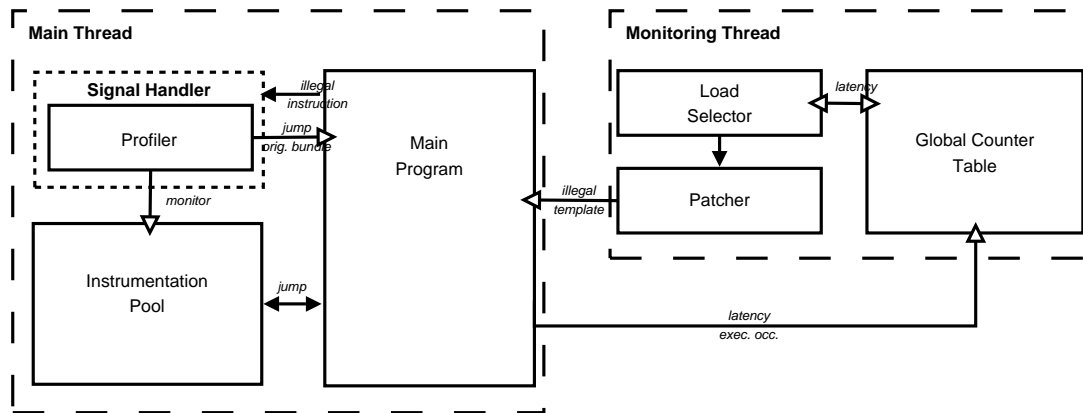 Main Thread
Signal Handler
Profiler
illegal
instruction
jump
orig. bundle
Main
Program
monitor
Instrumentation
Pool
jump
Monitoring Thread
Load
Selector
latency
Global Counter
Table
illegal
template
Patcher
latency
exec. occ.